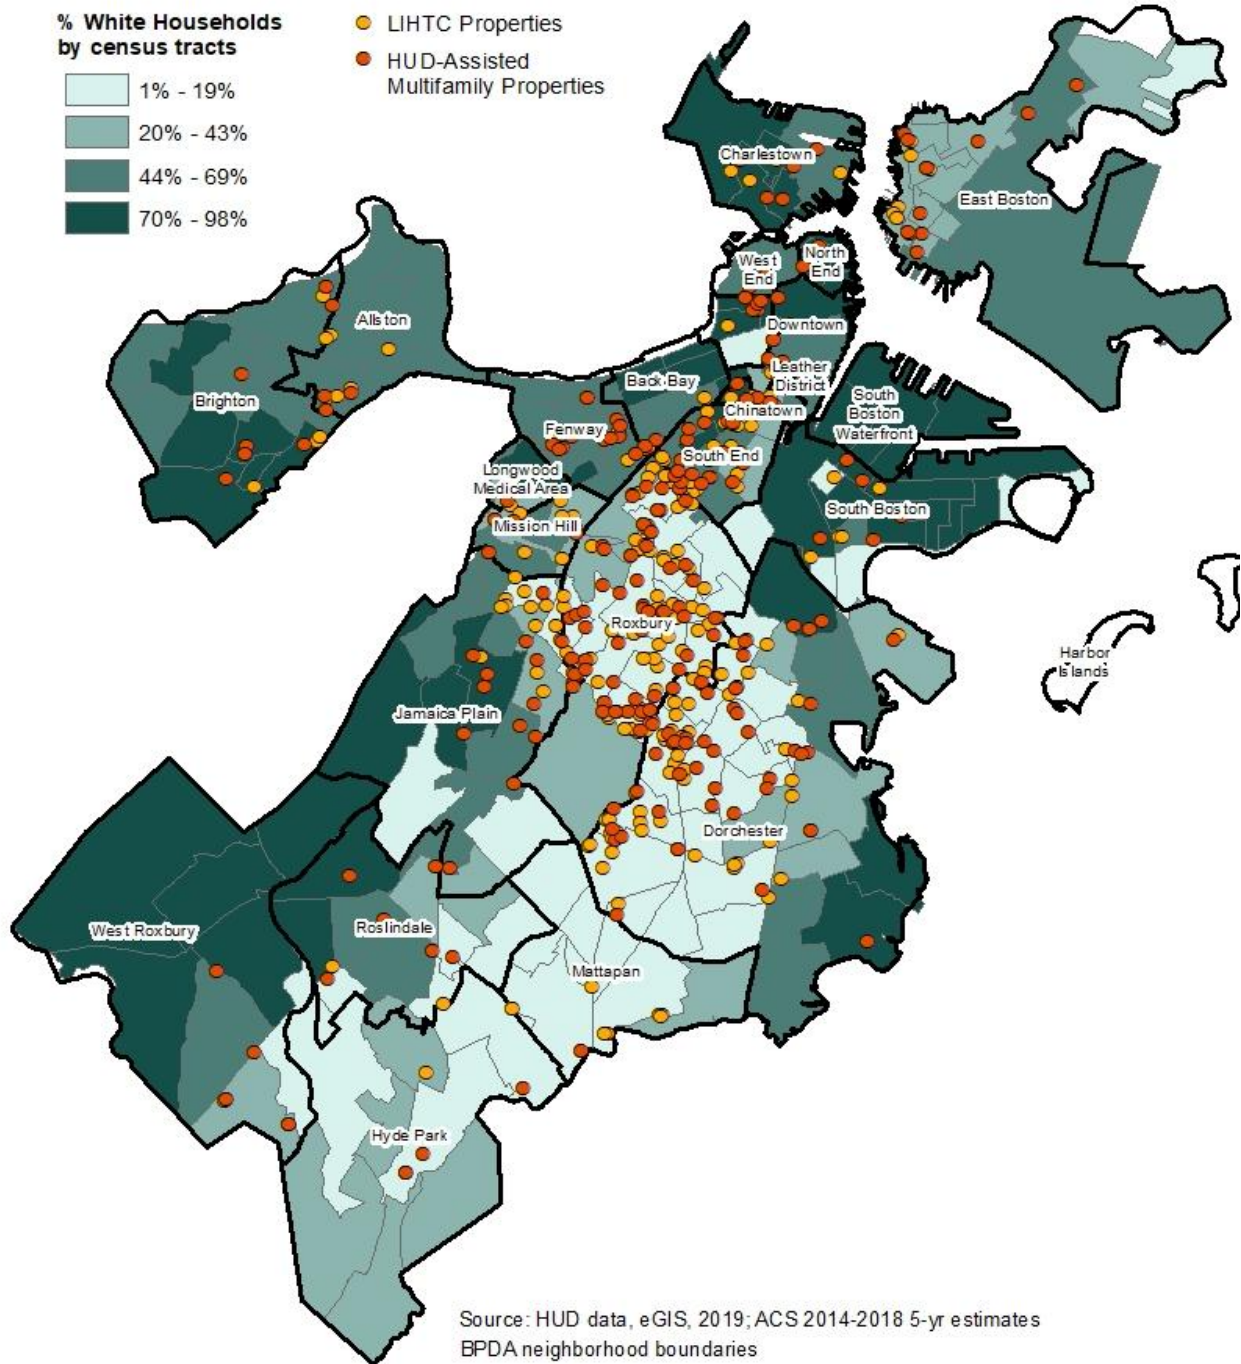 % White Households
by census tracts
1% - 19%
20% - 43%
44% - 69%
70% - 98%
LIHTC Properties
HUD-Assisted
Multifamily Properties
Charlestown
East Boston
West
End
North
End
Downtown
Allston
Brighton
Back Bay
Leather
District
Chinatown
South
Boston
Waterfront
Fenway
South End
Longwood
Medical Area
Mission Hill
South Boston
Roxbury
Harbor
Islands
Jamaica Plain
Dorchester
West Roxbury
Roslindale
Mattapan
Hyde Park
Source: HUD data, eGIS, 2019; ACS 2014-2018 5-yr estimates
BPDA neighborhood boundaries